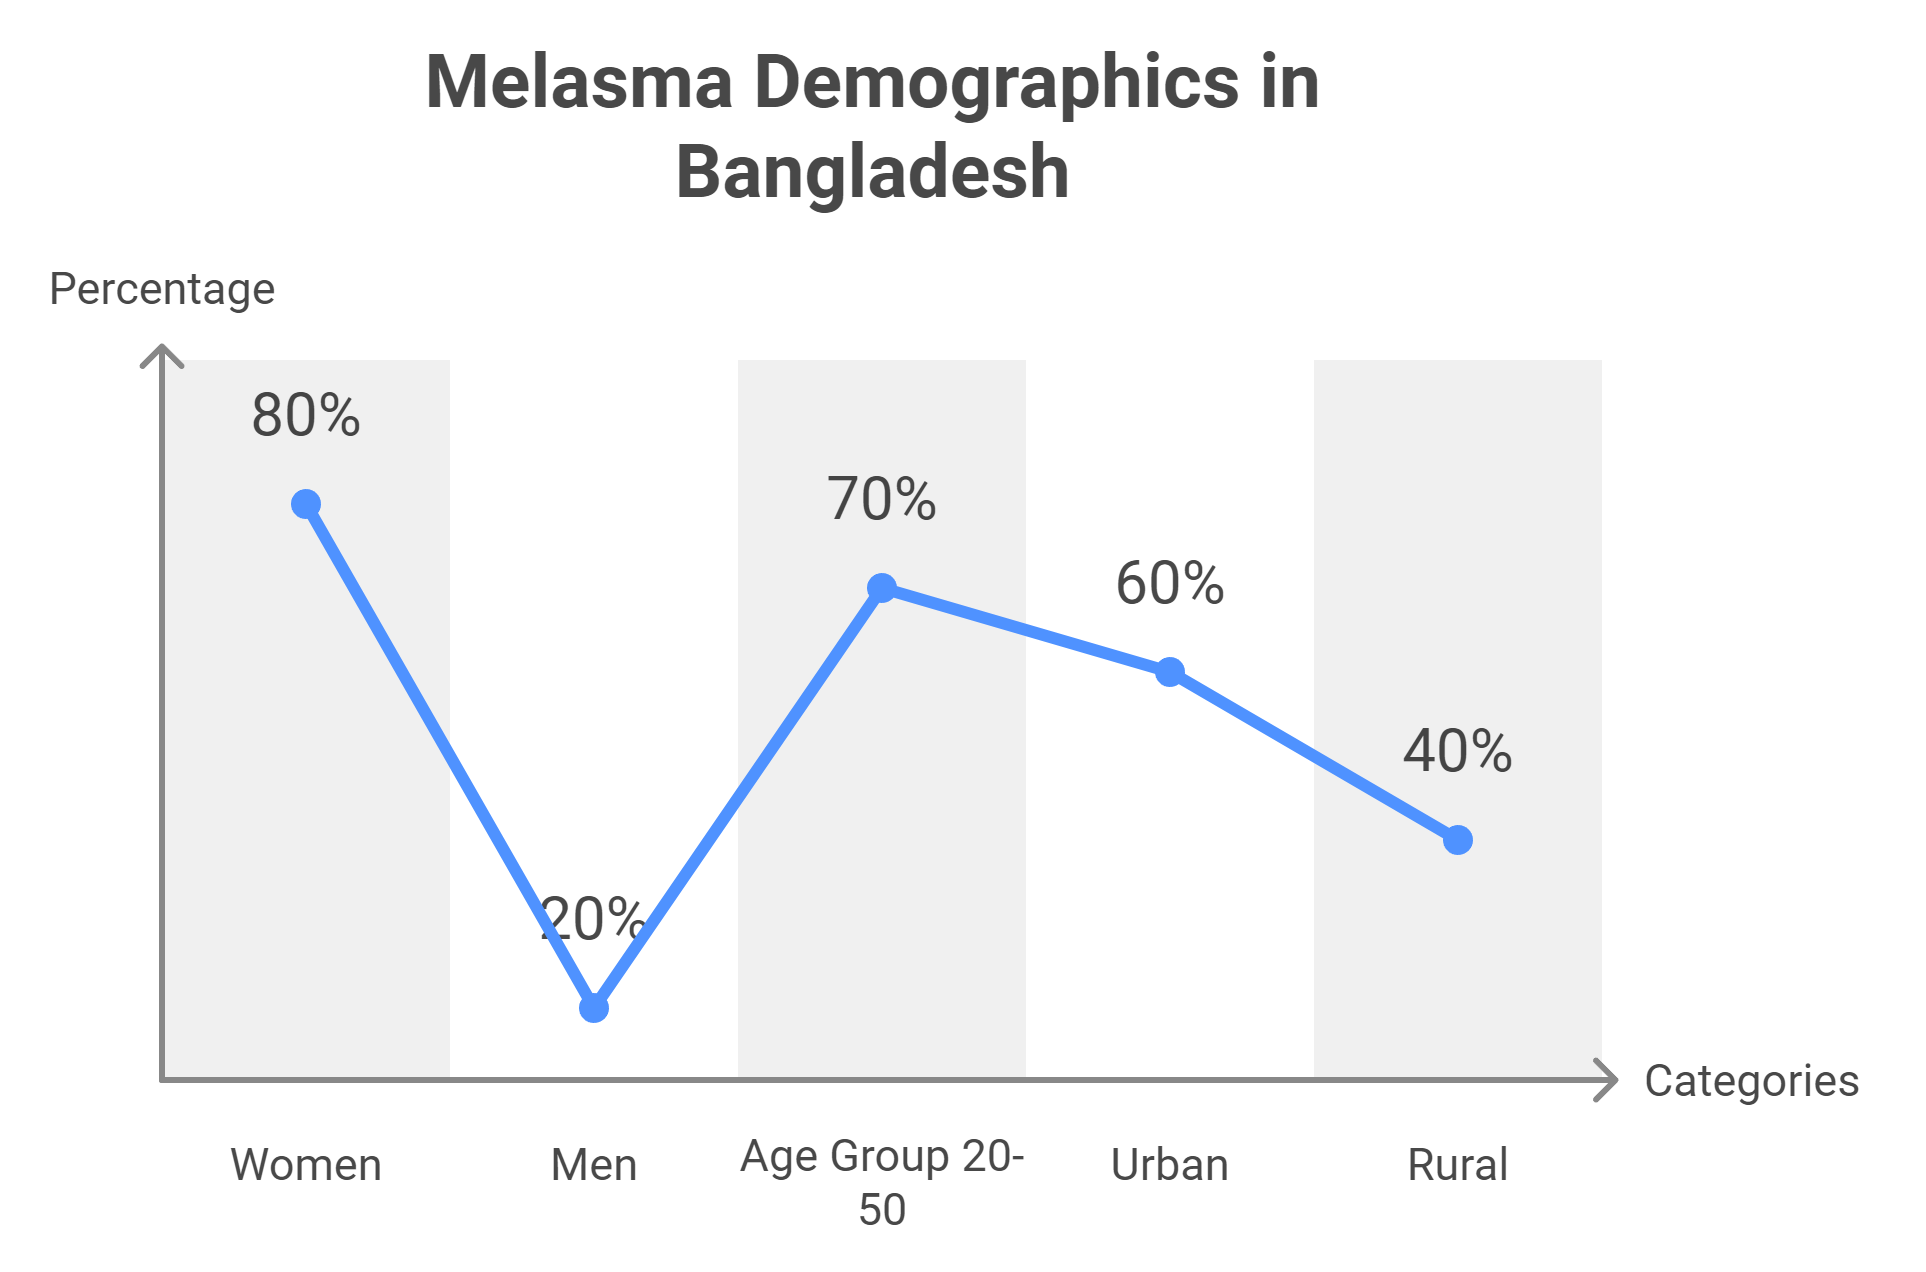 Melasma Demographics in
Bangladesh
Percentage
80%
20%
70%
60%
40%
Categories
Women
Men
Age Group 20-
50
Urban
Rural